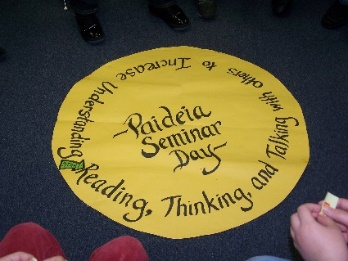 ~Paideia
Seminar
Day~
Reading, Thinking, and Talking with others to Increase Understanding